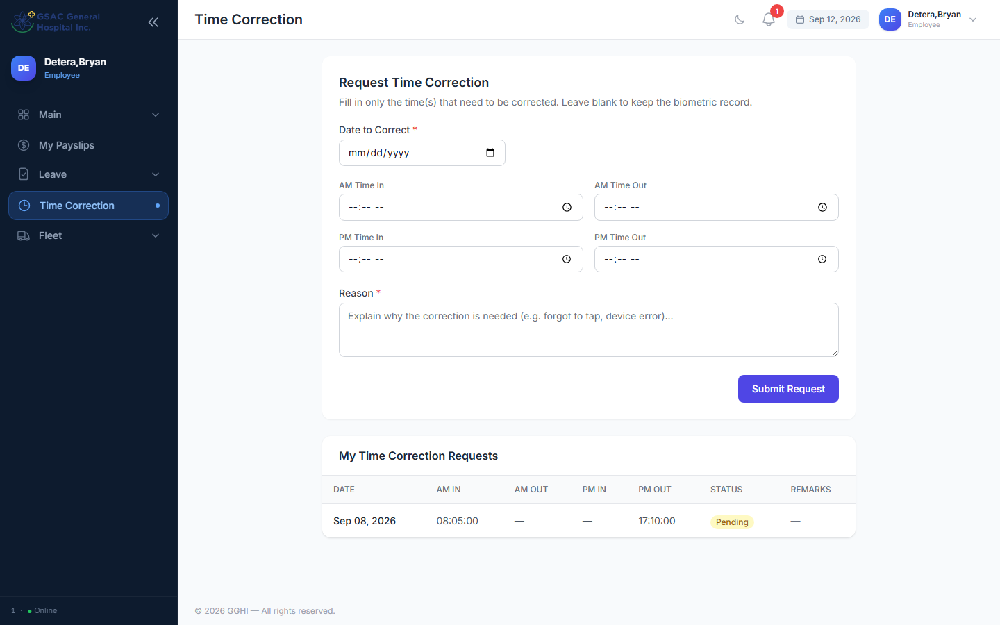 GSAC General
Hospital Inc.
DE
Detera,Bryan
Employee
Main
My Payslips
Leave
Time Correction
Fleet
1 · Online
Time Correction
1
Sep 12, 2026
DE
Detera,Bryan
Employee
Request Time Correction
Fill in only the time(s) that need to be corrected. Leave blank to keep the biometric record.
Date to Correct *
mm/dd/yyyy
AM Time In
AM Time Out
--:-- --
--:-- --
PM Time In
PM Time Out
--:-- --
--:-- --
Reason *
Explain why the correction is needed (e.g. forgot to tap, device error)...
Submit Request
My Time Correction Requests
DATE AM IN AM OUT PM IN PM OUT STATUS REMARKS
Sep 08, 2026 08:05:00 — — 17:10:00 Pending —
© 2026 GGHI — All rights reserved.